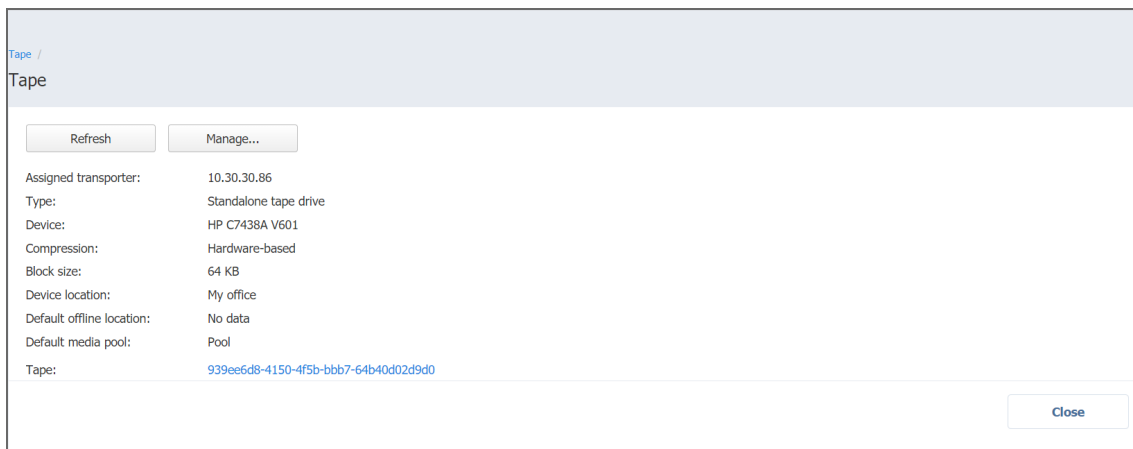 Tape /
Tape
Refresh Manage...
Assigned transporter: 10.30.30.86
Type: Standalone tape drive
Device: HP C7438A V601
Compression: Hardware-based
Block size: 64 KB
Device location: My office
Default offline location: No data
Default media pool: Pool
Tape: 939ee6d8-4150-4f5b-bbb7-64b40d02d9d0
Close